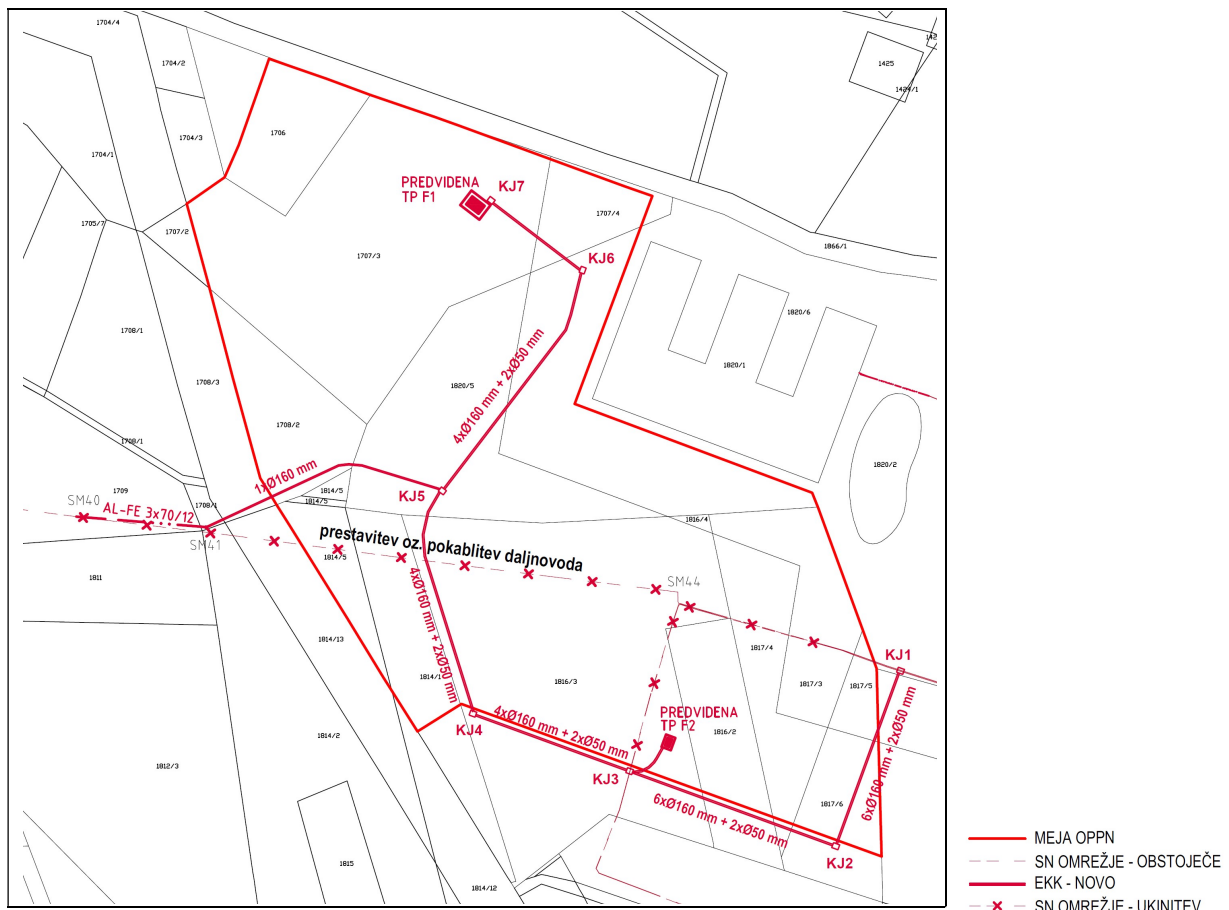 1704/4
1704/2
1425
1424/1
1706
1704/3
1704/1
PREDVIDENA
TP F1
KJ7
1707/4
1705/7
1707/2
1866/1
1707/3
KJ6
1820/6
1708/1
1820/1
4xØ160 mm + 2xØ50 mm
1708/3
1820/5
1708/2
1708/1
1820/2
1709
1xØ160 mm
KJ5
1814/5
1814/5
SM40
AL-FE 3x70/12
1708/1
SM41
1816/4
prestavitev oz. pokablitev daljnovoda
1814/5
1811
SM44
4xØ160 mm + 2xØ50 mm
1814/13
1817/4
KJ1
1814/1
1816/3
1817/3
1817/5
KJ4
4xØ160 mm + 2xØ50 mm
PREDVIDENA
TP F2
1816/2
1814/2
1812/3
KJ3
6xØ160 mm + 2xØ50 mm
6xØ160 mm + 2xØ50 mm
1817/6
KJ2
1815
1814/12
MEJA OPPN
SN OMREŽJE - OBSTOJEČE
EKK - NOVO
SN OMREŽJE - UKINITEV